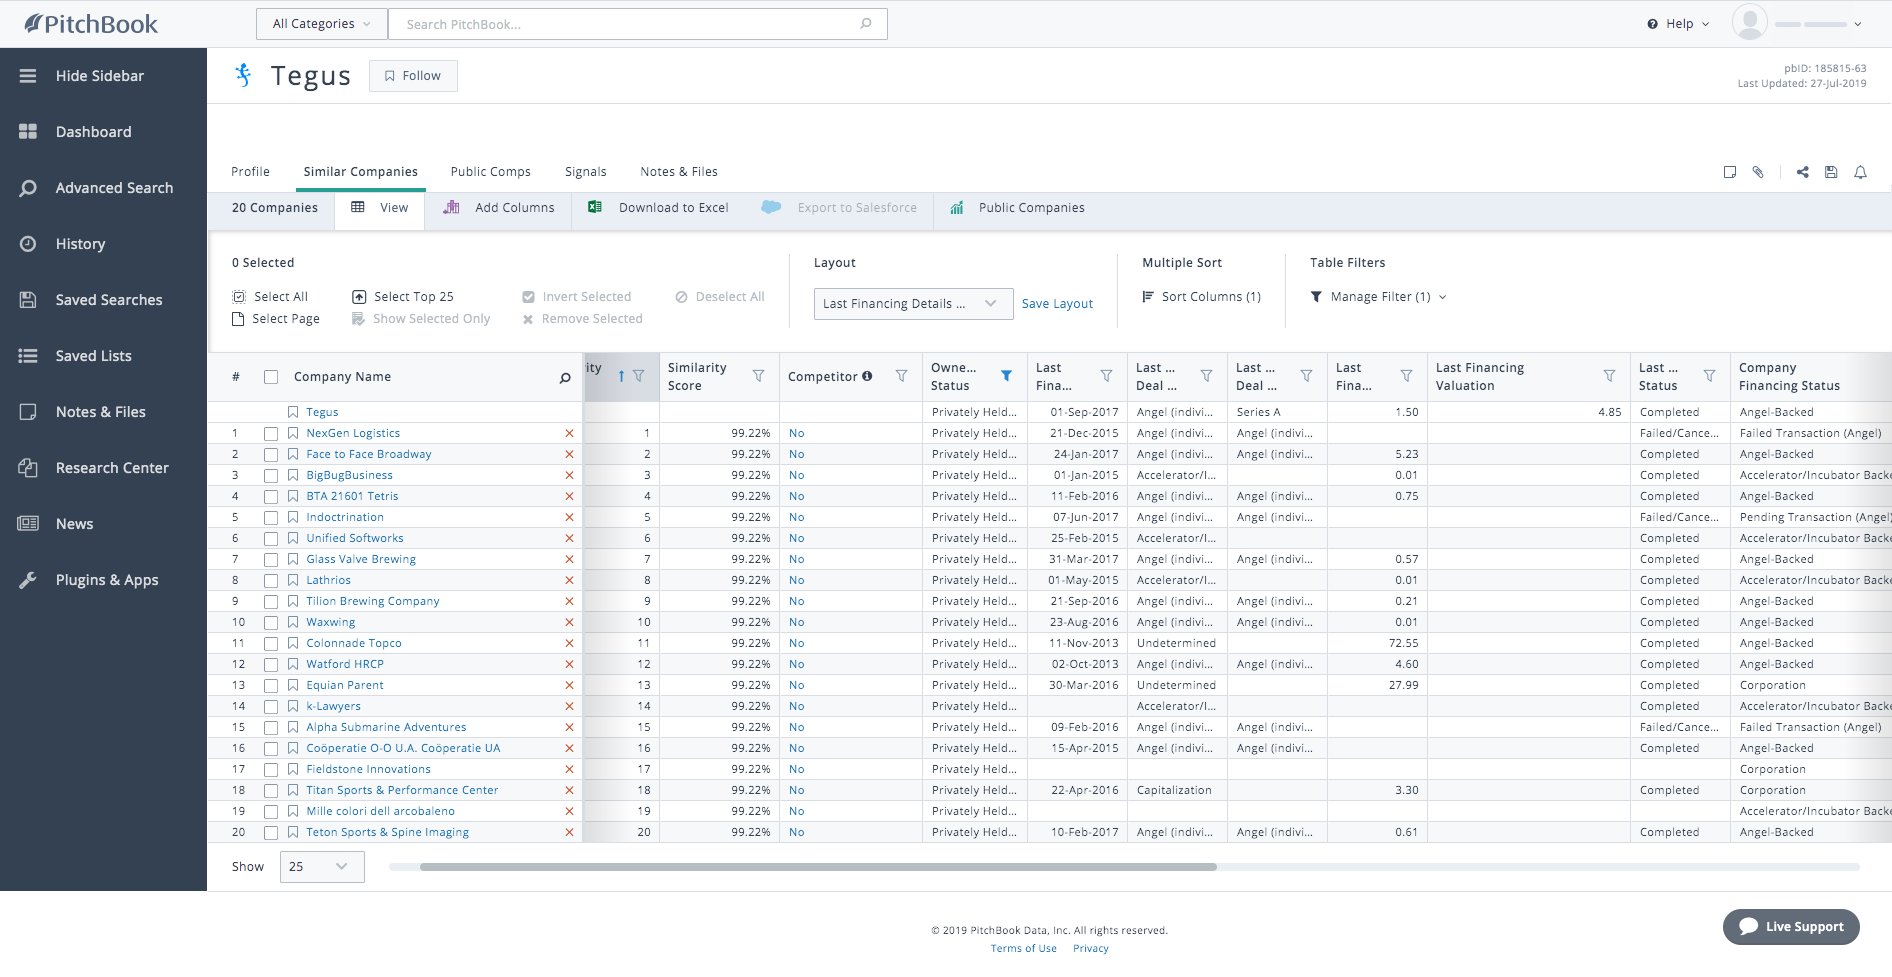 PitchBook
All Categories
Search PitchBook...
Help
Hide Sidebar
Dashboard
Advanced Search
History
Saved Searches
Saved Lists
Notes & Files
Research Center
News
Plugins & Apps
Tegus
Follow
pbID: 185815-63
Last Updated: 27-Jul-2019
Profile Similar Companies Public Comps Signals Notes & Files
20 Companies View Add Columns Download to Excel Export to Salesforce Public Companies
0 Selected
Select All Select Top 25 Invert Selected Deselect All
Select Page Show Selected Only Remove Selected
Layout
Last Financing Details ... Save Layout
Multiple Sort
Sort Columns (1)
Table Filters
Manage Filter (1)
# Company Name ity Similarity Score Competitor Owne... Status Last Fina... Last ... Deal ... Last ... Deal ... Last Fina... Last Financing Valuation Last ... Status Company Financing Status
Tegus Privately Held... 01-Sep-2017 Angel (indivi... Series A 1.50 4.85 Completed Angel-Backed
1 NexGen Logistics 1 99.22% No Privately Held... 21-Dec-2015 Angel (indivi... Angel (indivi... Failed/Cance... Failed Transaction (Angel)
2 Face to Face Broadway 2 99.22% No Privately Held... 24-Jan-2017 Angel (indivi... Angel (indivi... 5.23 Completed Angel-Backed
3 BigBugBusiness 3 99.22% No Privately Held... 01-Jan-2015 Accelerator/I... 0.01 Completed Accelerator/Incubator Backe
4 BTA 21601 Tetris 4 99.22% No Privately Held... 11-Feb-2016 Angel (indivi... Angel (indivi... 0.75 Completed Angel-Backed
5 Indoctrination 5 99.22% No Privately Held... 07-Jun-2017 Angel (indivi... Angel (indivi... Failed/Cance... Pending Transaction (Angel)
6 Unified Softworks 6 99.22% No Privately Held... 25-Feb-2015 Accelerator/I... Completed Accelerator/Incubator Backe
7 Glass Valve Brewing 7 99.22% No Privately Held... 31-Mar-2017 Angel (indivi... Angel (indivi... 0.57 Completed Angel-Backed
8 Lathrios 8 99.22% No Privately Held... 01-May-2015 Accelerator/I... 0.01 Completed Accelerator/Incubator Backe
9 Tilion Brewing Company 9 99.22% No Privately Held... 21-Sep-2016 Angel (indivi... Angel (indivi... 0.21 Completed Angel-Backed
10 Waxwing 10 99.22% No Privately Held... 23-Aug-2016 Angel (indivi... Angel (indivi... 0.01 Completed Angel-Backed
11 Colonnade Topco 11 99.22% No Privately Held... 11-Nov-2013 Undetermined 72.55 Completed Angel-Backed
12 Watford HRCP 12 99.22% No Privately Held... 02-Oct-2013 Angel (indivi... Angel (indivi... 4.60 Completed Angel-Backed
13 Equian Parent 13 99.22% No Privately Held... 30-Mar-2016 Undetermined 27.99 Completed Corporation
14 k-Lawyers 14 99.22% No Privately Held... Accelerator/I... Completed Accelerator/Incubator Backe
15 Alpha Submarine Adventures 15 99.22% No Privately Held... 09-Feb-2016 Angel (indivi... Angel (indivi... Failed/Cance... Failed Transaction (Angel)
16 Coöperatie O-O U.A. Coöperatie UA 16 99.22% No Privately Held... 15-Apr-2015 Angel (indivi... Angel (indivi... Completed Angel-Backed
17 Fieldstone Innovations 17 99.22% No Privately Held... Corporation
18 Titan Sports & Performance Center 18 99.22% No Privately Held... 22-Apr-2016 Capitalization 3.30 Completed Corporation
19 Mille colori dell arcobaleno 19 99.22% No Privately Held... Accelerator/Incubator Backe
20 Teton Sports & Spine Imaging 20 99.22% No Privately Held... 10-Feb-2017 Angel (indivi... Angel (indivi... 0.61 Completed Angel-Backed
Show 25
© 2019 PitchBook Data, Inc. All rights reserved.
Terms of Use Privacy
Live Support